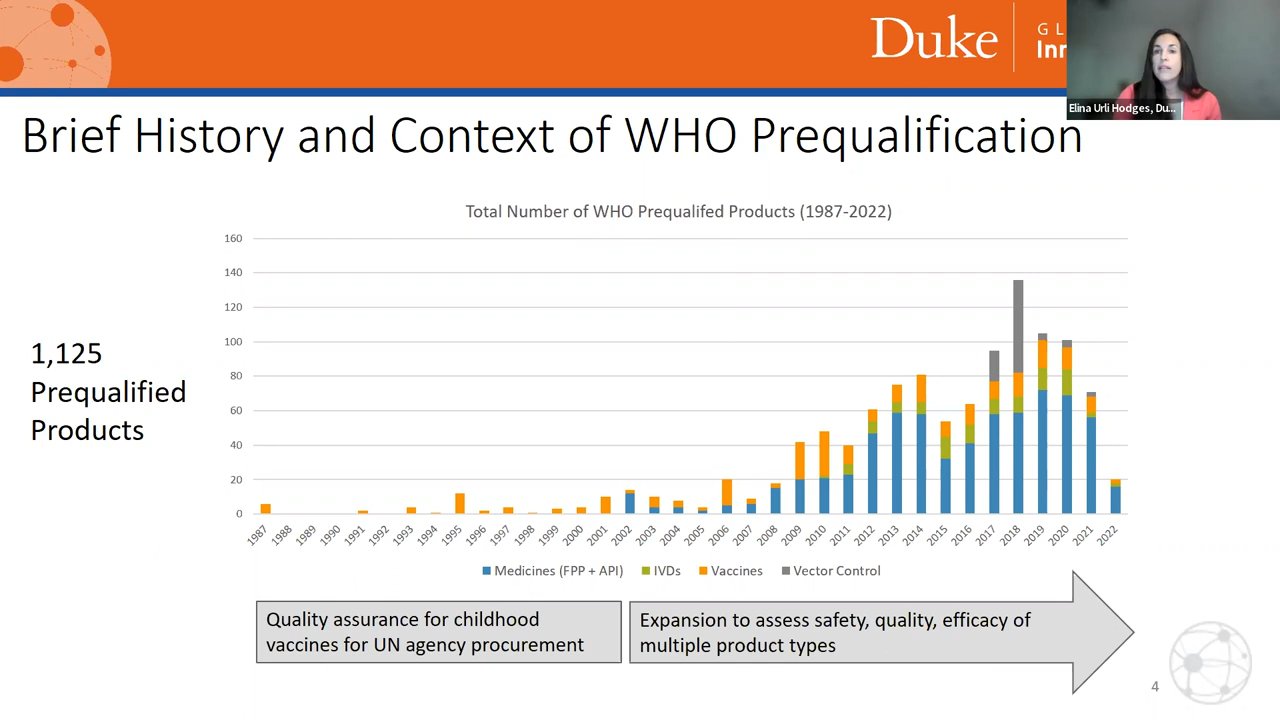 Duke
Elina Urli Hodges, Du...
Brief History and Context of WHO Prequalification
Total Number of WHO Prequalifed Products (1987-2022)
1,125
Prequalified
Products
160
140
120
100
80
60
40
20
0
1987 1988 1989 1990 1991 1992 1993 1994 1995 1996 1997 1998 1999 2000 2001 2002 2003 2004 2005 2006 2007 2008 2009 2010 2011 2012 2013 2014 2015 2016 2017 2018 2019 2020 2021 2022
Medicines (FPP + API) IVDs Vaccines Vector Control
Quality assurance for childhood
vaccines for UN agency procurement
Expansion to assess safety, quality, efficacy of
multiple product types
4